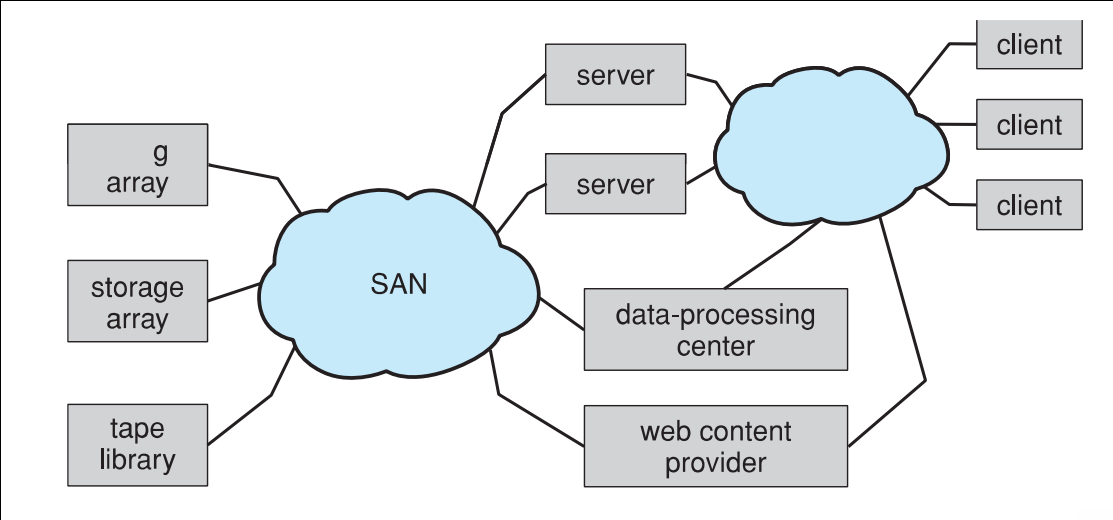 g
array
storage
array
tape
library
SAN
server
server
data-processing
center
web content
provider
client
client
client